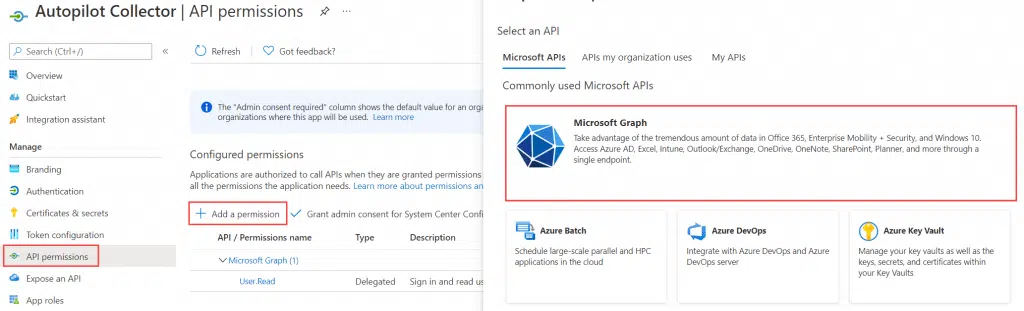 Autopilot Collector | API permissions
Search (Ctrl+/)
Overview
Quickstart
Integration assistant
Manage
Branding
Authentication
Certificates & secrets
Token configuration
API permissions
Expose an API
App roles
Refresh
Got feedback?
The "Admin consent required" column shows the default value for an
organizations where this app will be used. Learn more
Configured permissions
Applications are authorized to call APIs when they are granted permissions
all the permissions the application needs. Learn more about permissions
Add a permission
Grant admin consent for System Center
API / Permissions name
Type
Description
Microsoft Graph (1)
User.Read
Delegated
Sign in and read
Select an API
Microsoft APIs
APIs my organization uses
My APIs
Commonly used Microsoft APIs
Microsoft Graph
Take advantage of the tremendous amount of data in Office 365, Enterprise Mobility + Security, and Windows 10.
Access Azure AD, Excel, Intune, Outlook/Exchange, OneDrive, OneNote, SharePoint, Planner, and more through a
single endpoint.
Azure Batch
Schedule large-scale parallel and HPC
applications in the cloud
Azure DevOps
Integrate with Azure DevOps and Azure
DevOps server
Azure Key Vault
Manage your key vaults as well as the
keys, secrets, and certificates within
your Key Vaults